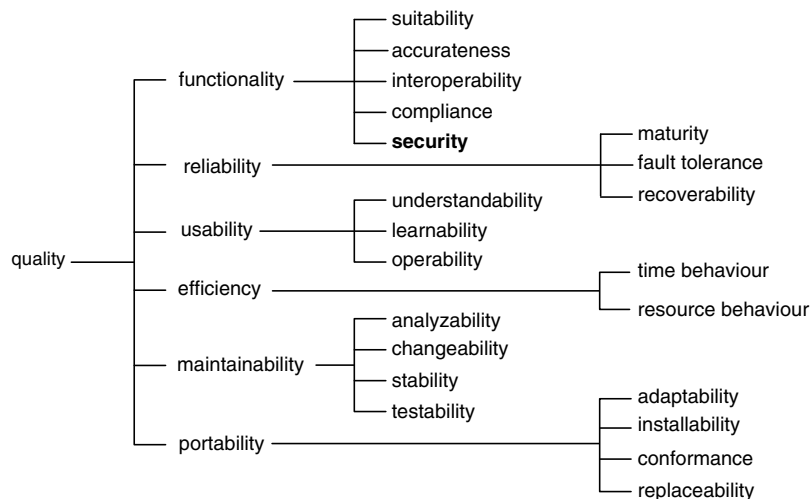 quality
functionality
suitability
accurateness
interoperability
compliance
security
reliability
maturity
fault tolerance
recoverability
usability
understandability
learnability
operability
efficiency
time behaviour
resource behaviour
maintainability
analyzability
changeability
stability
testability
portability
adaptability
installability
conformance
replaceability